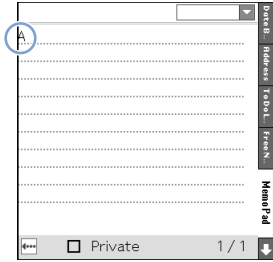 A
DateB...
Address
ToDoL...
FreeN...
MemoPad
Private
1/1